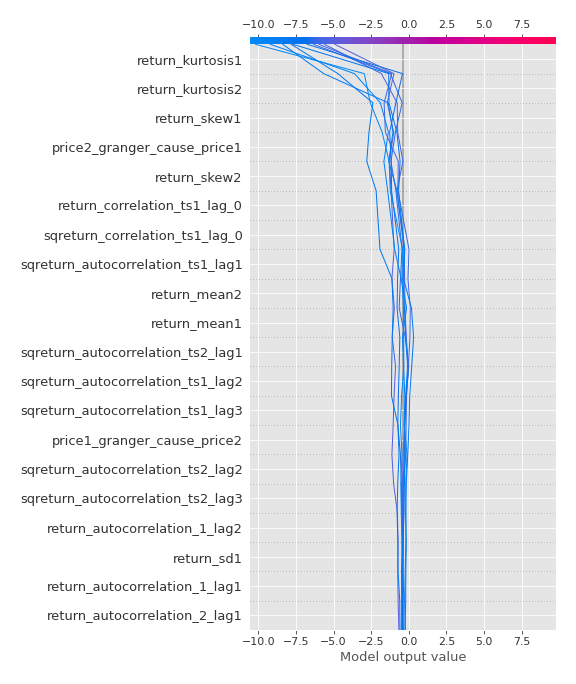 −10.0 −7.5 −5.0 −2.5 0.0 2.5 5.0 7.5
return_kurtosis1
return_kurtosis2
return_skew1
price2_granger_cause_price1
return_skew2
return_correlation_ts1_lag_0
sqreturn_correlation_ts1_lag_0
sqreturn_autocorrelation_ts1_lag1
return_mean2
return_mean1
sqreturn_autocorrelation_ts2_lag1
sqreturn_autocorrelation_ts1_lag2
sqreturn_autocorrelation_ts1_lag3
price1_granger_cause_price2
sqreturn_autocorrelation_ts2_lag2
sqreturn_autocorrelation_ts2_lag3
return_autocorrelation_1_lag2
return_sd1
return_autocorrelation_1_lag1
return_autocorrelation_2_lag1
−10.0 −7.5 −5.0 −2.5 0.0 2.5 5.0 7.5
Model output value